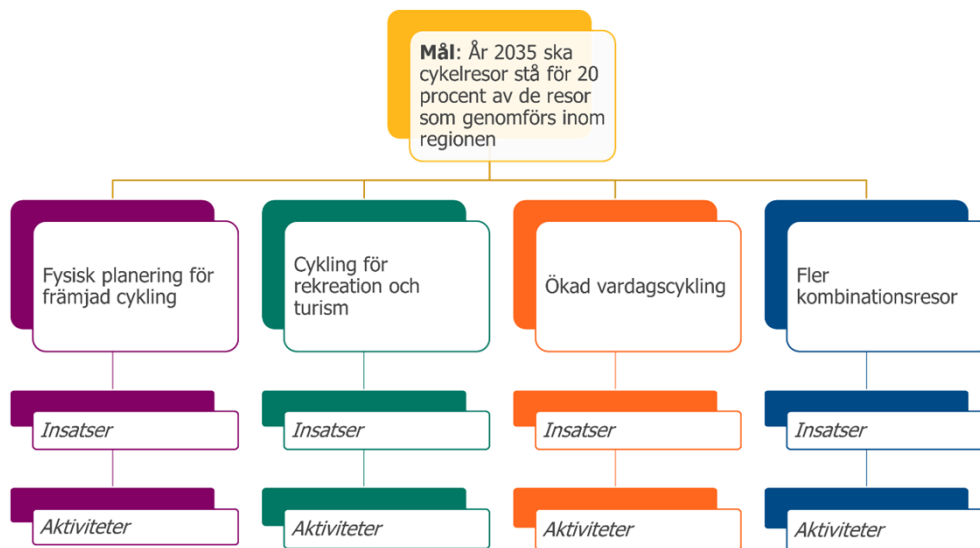 Mål: År 2035 ska
cykelresor stå för 20
procent av de resor
som genomförs inom
regionen
Fysisk planering för
främjad cykling
Cykling för
rekreation och
turism
Ökad vardagscykling
Fler
kombinationsresor
Insatser
Insatser
Insatser
Insatser
Aktiviteter
Aktiviteter
Aktiviteter
Aktiviteter